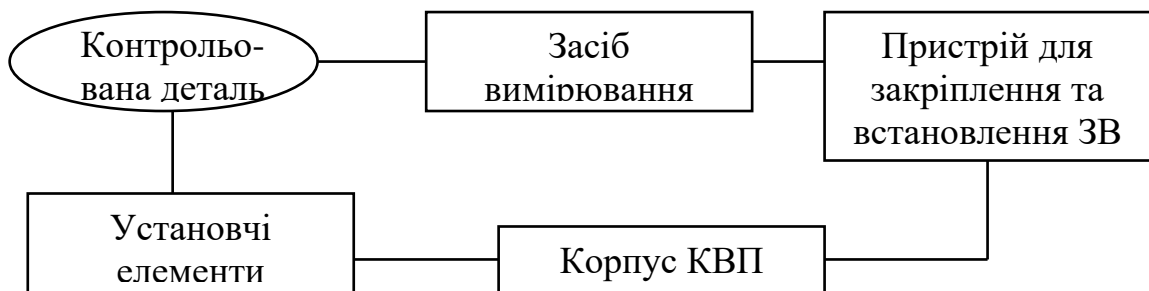 Контрольо-
вана деталь
Засіб
вимірювання
Пристрій для
закріплення та
встановлення ЗВ
Установчі
елементи
Корпус КВП